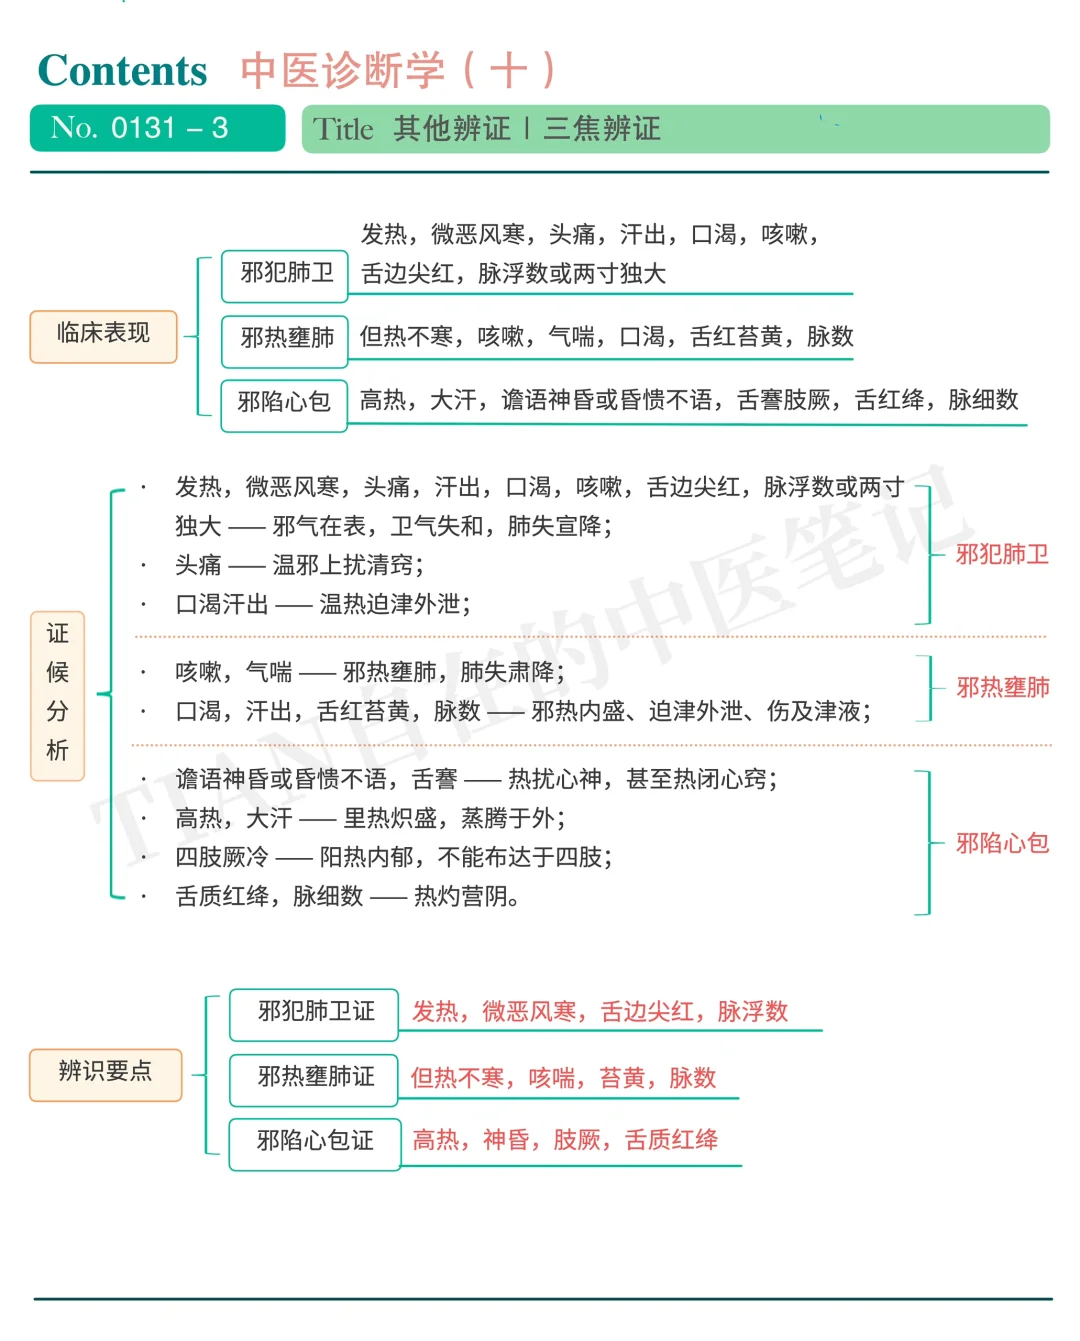 Contents 中医诊断学（十）
No. 0131 – 3
Title 其他辨证 | 三焦辨证
临床表现
邪犯肺卫
发热，微恶风寒，头痛，汗出，口渴，咳嗽，
舌边尖红，脉浮数或两寸独大
邪热壅肺
但热不寒，咳嗽，气喘，口渴，舌红苔黄，脉数
邪陷心包
高热，大汗，谵语神昏或昏愦不语，舌謇肢厥，舌红绛，脉细数
证候分析
· 发热，微恶风寒，头痛，汗出，口渴，咳嗽，舌边尖红，脉浮数或两寸
独大 —— 邪气在表，卫气失和，肺失宣降；
· 头痛 —— 温邪上扰清窍；
· 口渴汗出 —— 温热迫津外泄；
邪犯肺卫
· 咳嗽，气喘 —— 邪热壅肺，肺失肃降；
· 口渴，汗出，舌红苔黄，脉数 —— 邪热内盛、迫津外泄、伤及津液；
邪热壅肺
· 谵语神昏或昏愦不语，舌謇 —— 热扰心神，甚至热闭心窍；
· 高热，大汗 —— 里热炽盛，蒸腾于外；
· 四肢厥冷 —— 阳热内郁，不能布达于四肢；
· 舌质红绛，脉细数 —— 热灼营阴。
邪陷心包
辨识要点
邪犯肺卫证
发热，微恶风寒，舌边尖红，脉浮数
邪热壅肺证
但热不寒，咳喘，苔黄，脉数
邪陷心包证
高热，神昏，肢厥，舌质红绛
TIAN自在的中医笔记